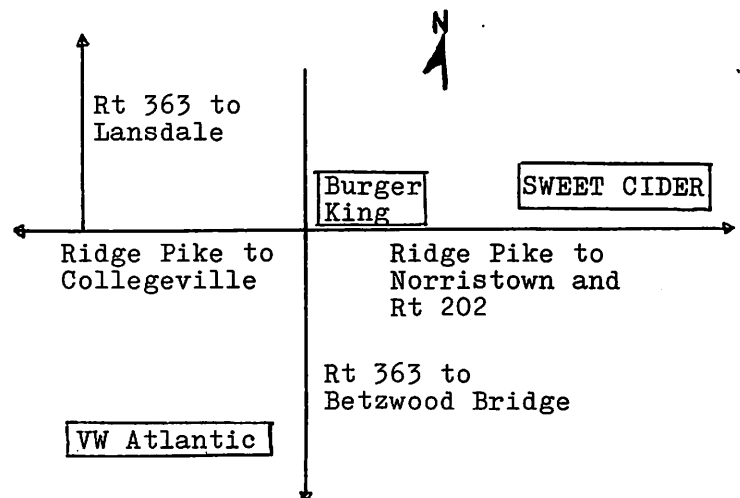 N
Rt 363 to
Lansdale
Burger
King
SWEET CIDER
Ridge Pike to
Collegeville
Ridge Pike to
Norristown and
Rt 202
Rt 363 to
Betzwood Bridge
VW Atlantic